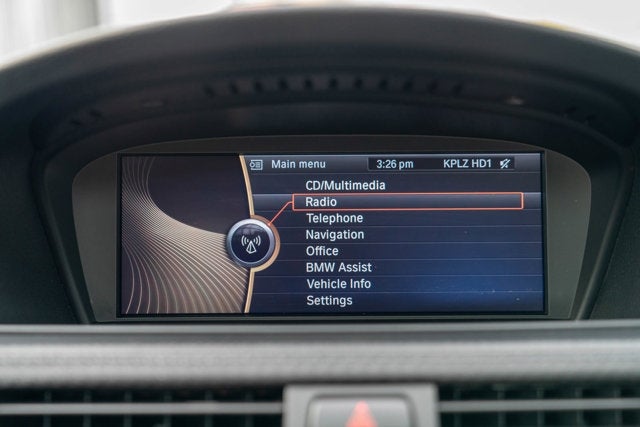 Main menu 3:26 pm KPLZ HD1
CD/Multimedia
Radio
Telephone
Navigation
Office
BMW Assist
Vehicle Info
Settings